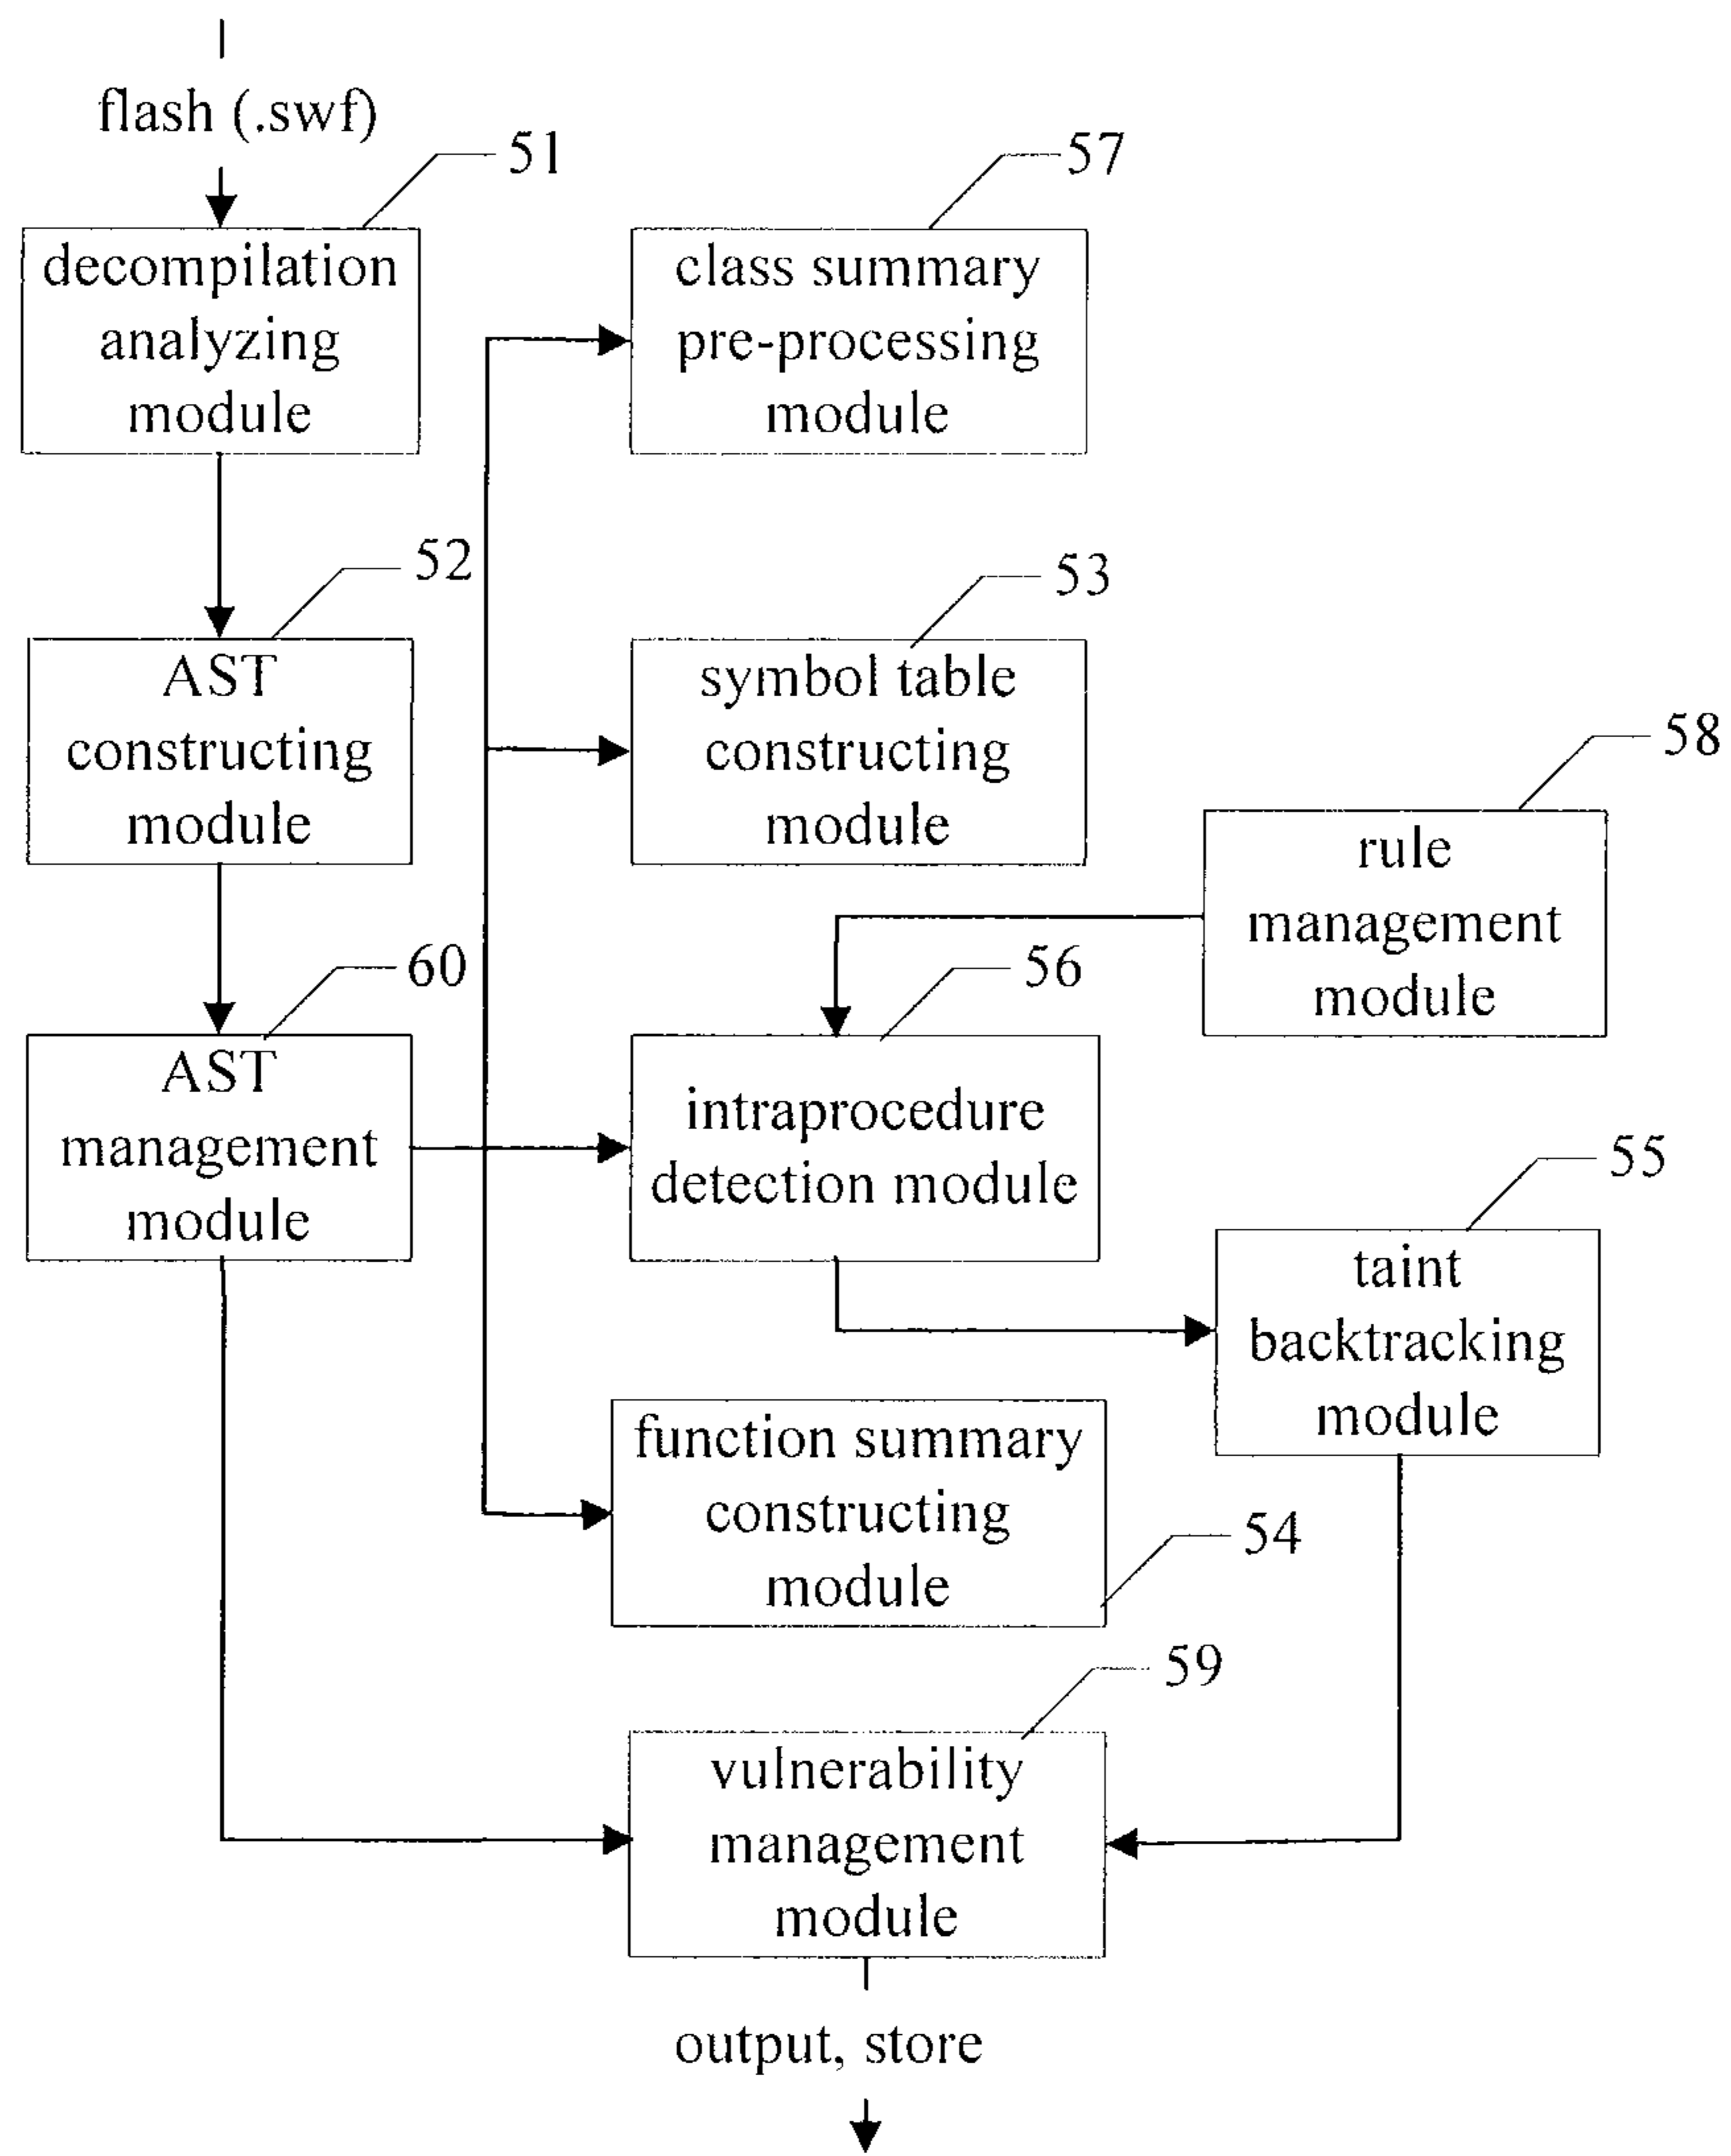 flash (.swf)
51
decompilation
analyzing
module
57
class summary
pre-processing
module
52
AST
constructing
module
53
symbol table
constructing
module
58
rule
management
module
60
AST
management
module
56
intraprocedure
detection module
55
taint
backtracking
module
function summary
constructing
module
54
59
vulnerability
management
module
output, store